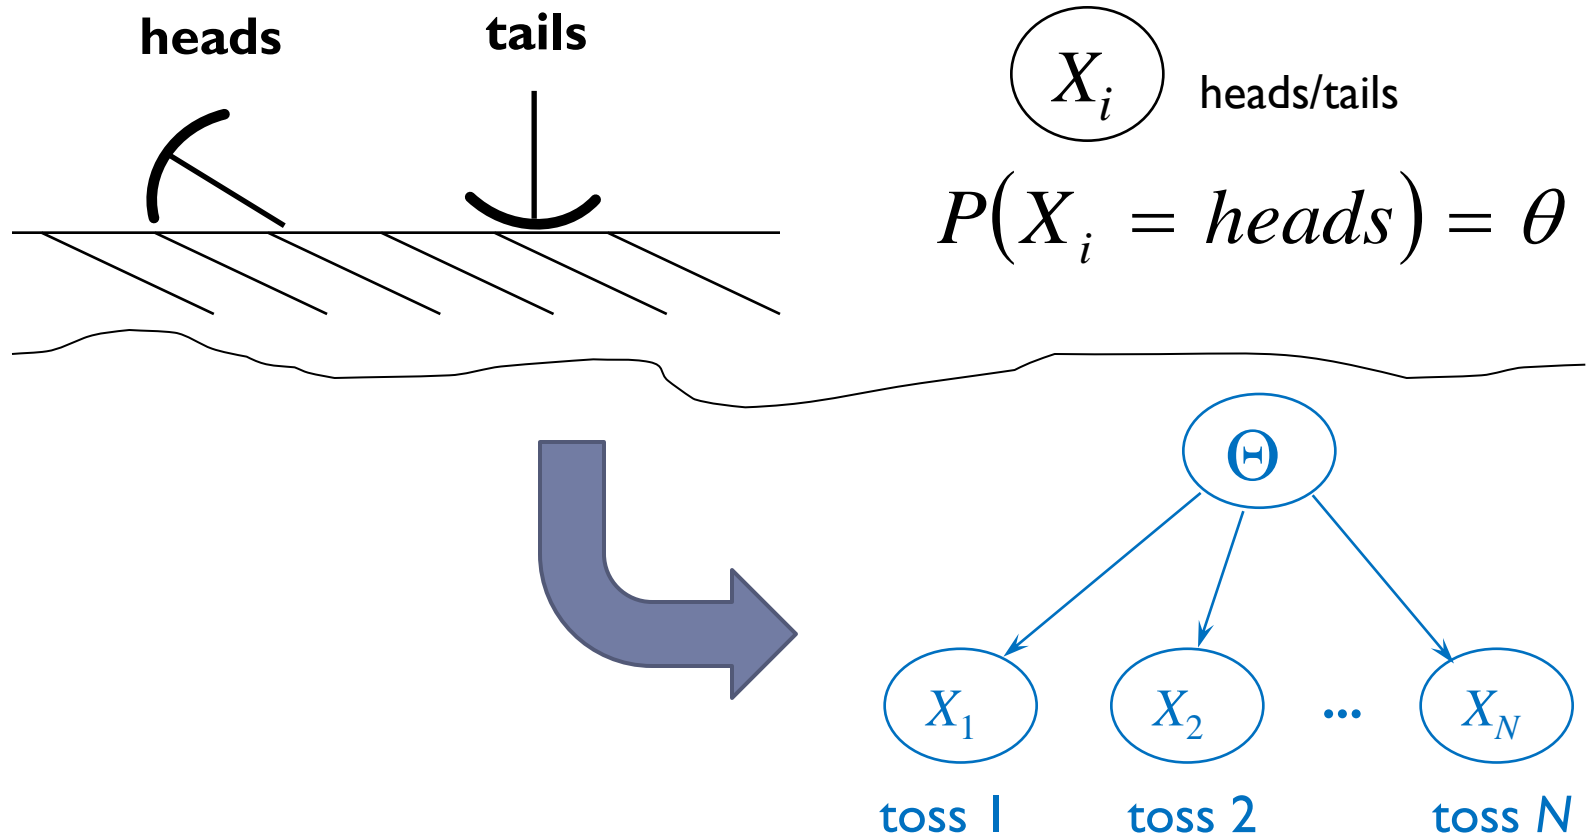 heads tails
X_i heads/tails
P(X_i = heads) = θ
Θ
X_1 X_2 ... X_N
toss 1 toss 2 toss N